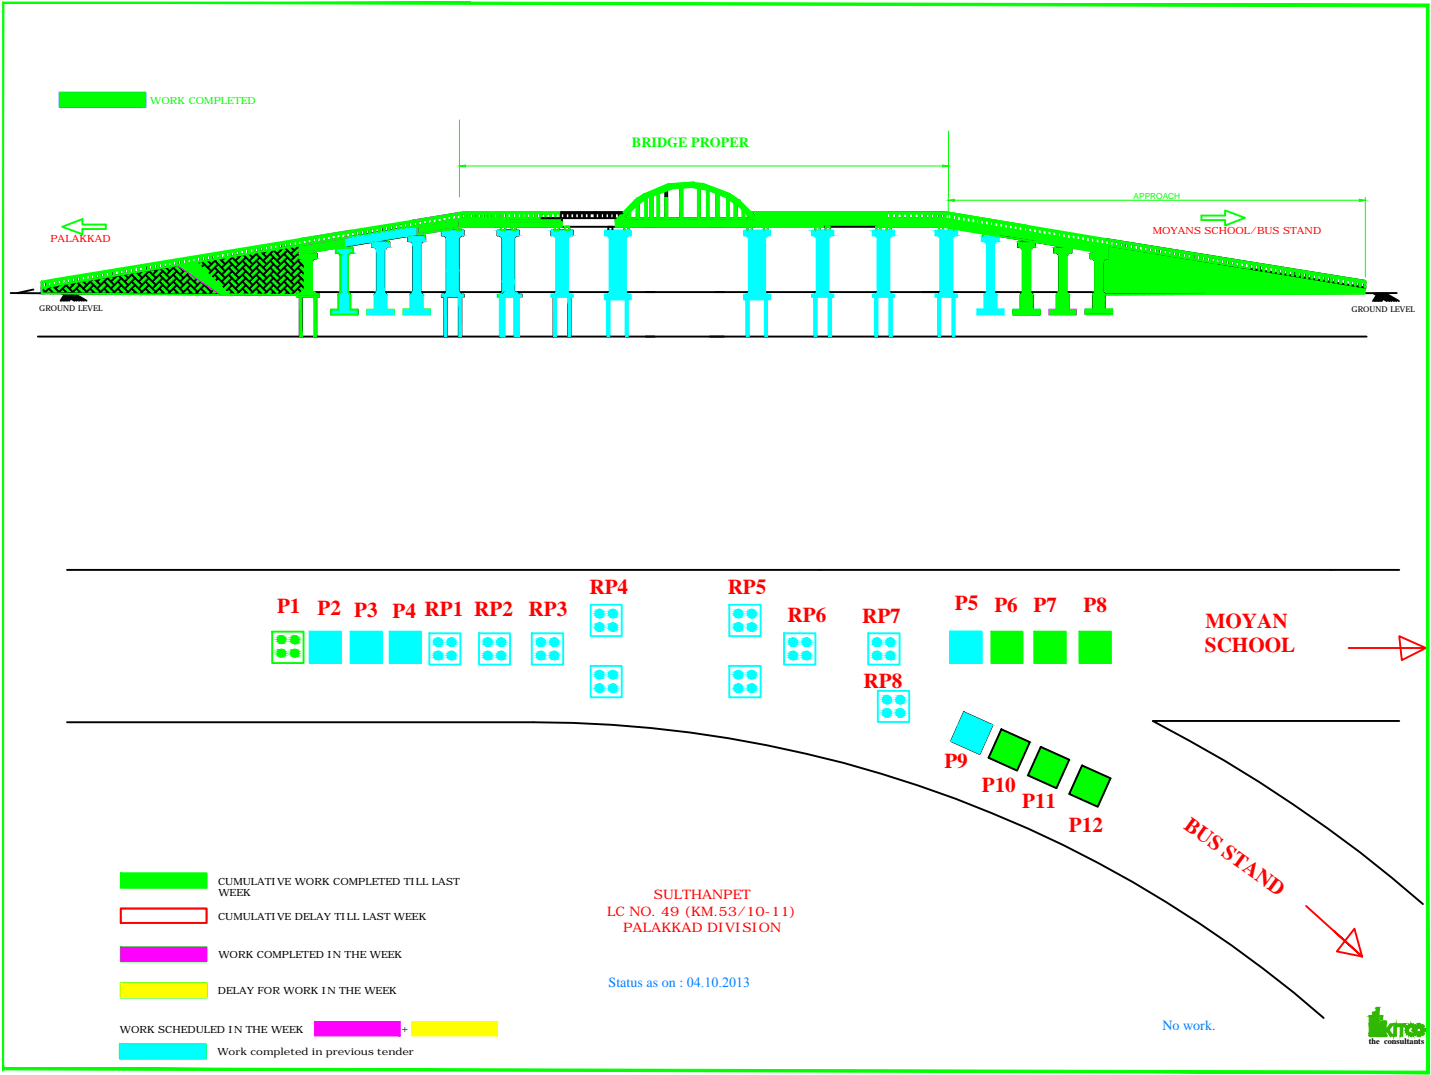 WORK COMPLETED
BRIDGE PROPER
APPROACH
PALAKKAD
MOYANS SCHOOL/BUS STAND
GROUND LEVEL
GROUND LEVEL
P1
P2
P3
P4
RP1
RP2
RP3
RP4
RP5
RP6
RP7
RP8
P5
P6
P7
P8
MOYAN
SCHOOL
P9
P10
P11
P12
BUS STAND
CUMULATIVE WORK COMPLETED TILL LAST
WEEK
CUMULATIVE DELAY TILL LAST WEEK
WORK COMPLETED IN THE WEEK
DELAY FOR WORK IN THE WEEK
WORK SCHEDULED IN THE WEEK +
Work completed in previous tender
SULTHANPET
LC NO. 49 (KM.53/10-11)
PALAKKAD DIVISION
Status as on : 04.10.2013
No work.
KITCO
the consultants